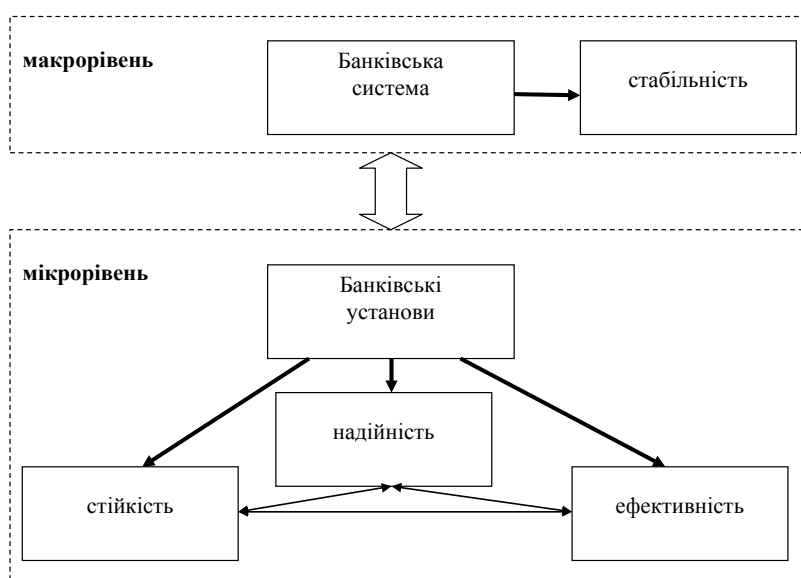 макрорівень
Банківська
система
стабільність
мікрорівень
Банківські
установи
надійність
стійкість
ефективність